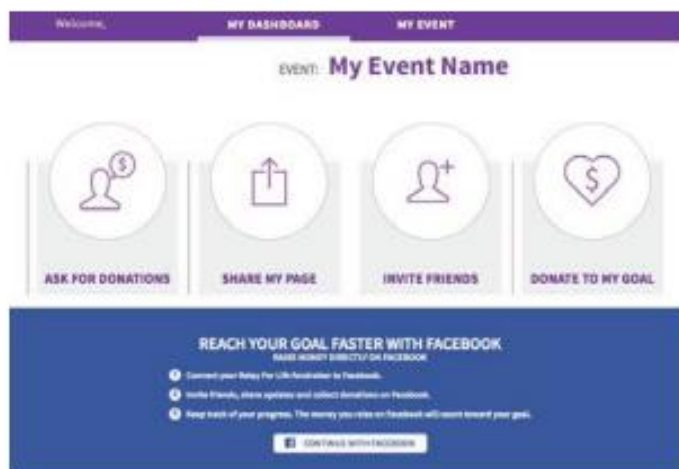 Welcome,
MY DASHBOARD
MY EVENT
EVENT: My Event Name
$
$
ASK FOR DONATIONS
SHARE MY PAGE
INVITE FRIENDS
DONATE TO MY GOAL
REACH YOUR GOAL FASTER WITH FACEBOOK
RAISE MONEY DIRECTLY ON FACEBOOK
1 Connect your Relay For Life fundraiser to Facebook.
2 Invite friends, share updates and collect donations on Facebook.
3 Keep track of your progress. The money you raise on Facebook will count toward your goal.
CONTINUE WITH FACEBOOK